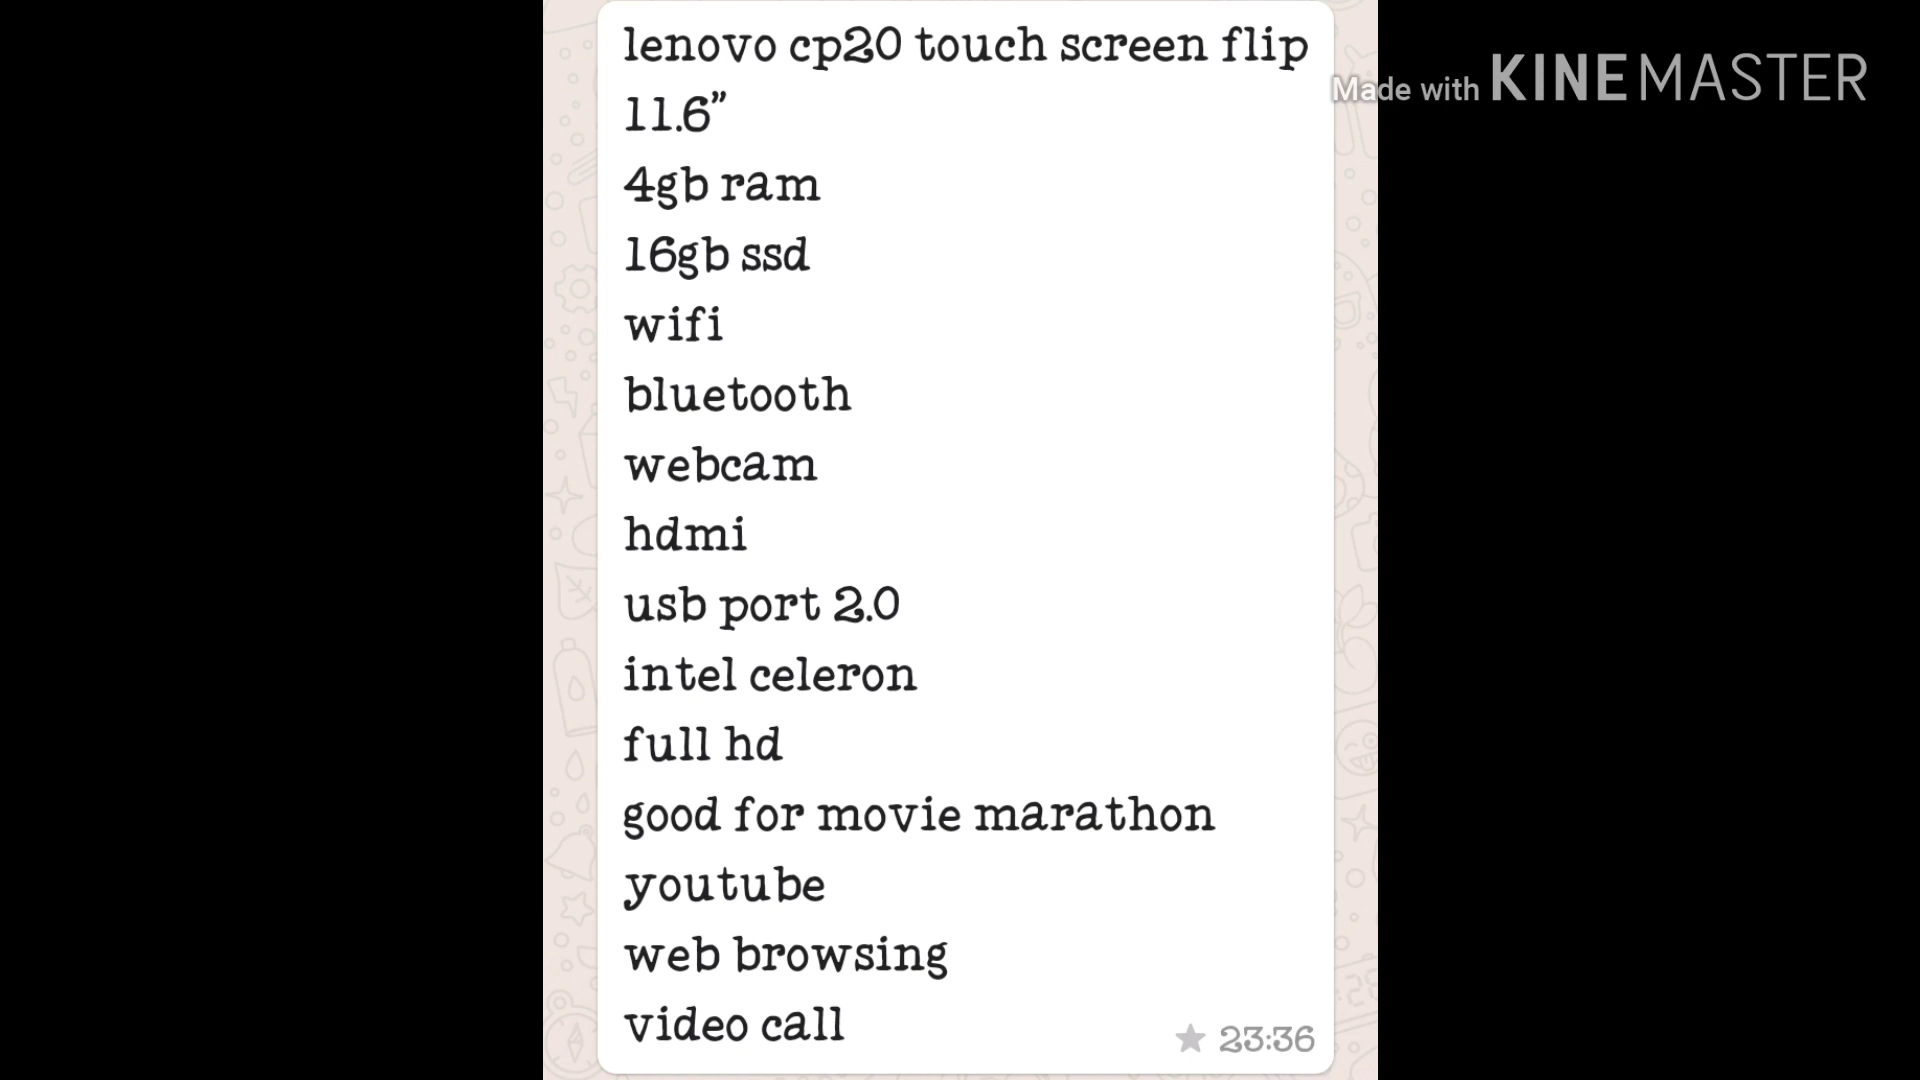 lenovo cp20 touch screen flip
11.6”
4gb ram
16gb ssd
wifi
bluetooth
webcam
hdmi
usb port 2.0
intel celeron
full hd
good for movie marathon
youtube
web browsing
video call
23:36
Made with KINEMASTER